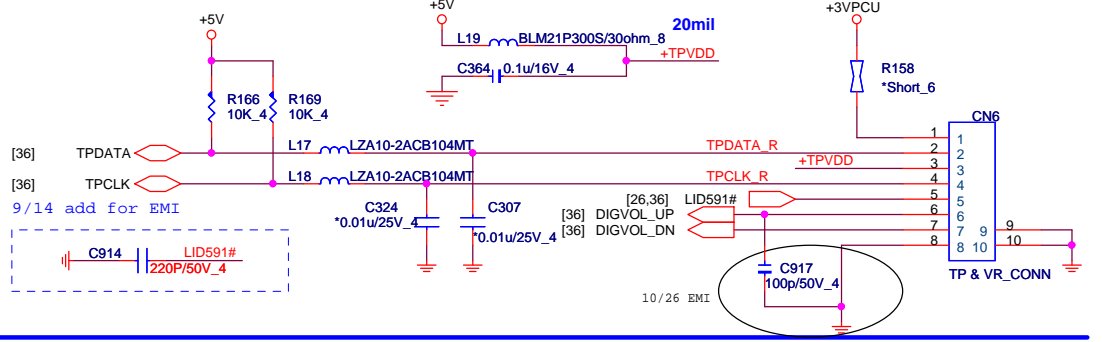 +5V
+5V
+3VPCU
20mil
L19 BLM21P300S/30ohm_8
+TPVDD
C364 0.1u/16V_4
R158
*Short_6
R166
10K_4
R169
10K_4
CN6
[36] TPDATA
L17 LZA10-2ACB104MT
TPDATA_R
+TPVDD
[36] TPCLK
L18 LZA10-2ACB104MT
TPCLK_R
1 1
2 2
3 3
4 4
5 5
6 6
7 7 9 9
8 8 10 10
9/14 add for EMI
C324
*0.01u/25V_4
C307
*0.01u/25V_4
[26,36] LID591#
[36] DIGVOL_UP
[36] DIGVOL_DN
C914
LID591#
220P/50V_4
C917
100p/50V_4
TP & VR_CONN
10/26 EMI